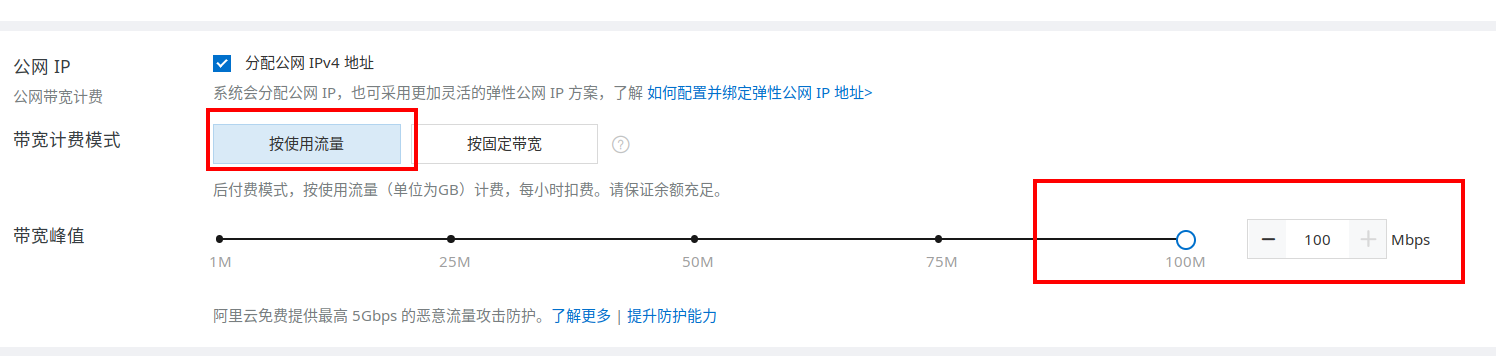 公网 IP
公网带宽计费
分配公网 IPv4 地址
系统会分配公网 IP，也可采用更加灵活的弹性公网 IP 方案，了解 如何配置并绑定弹性公网 IP 地址>
带宽计费模式
按使用流量 按固定带宽 ?
后付费模式，按使用流量（单位为GB）计费，每小时扣费。请保证余额充足。
带宽峰值
1M 25M 50M 75M 100M
− 100 + Mbps
阿里云免费提供最高 5Gbps 的恶意流量攻击防护。了解更多 | 提升防护能力